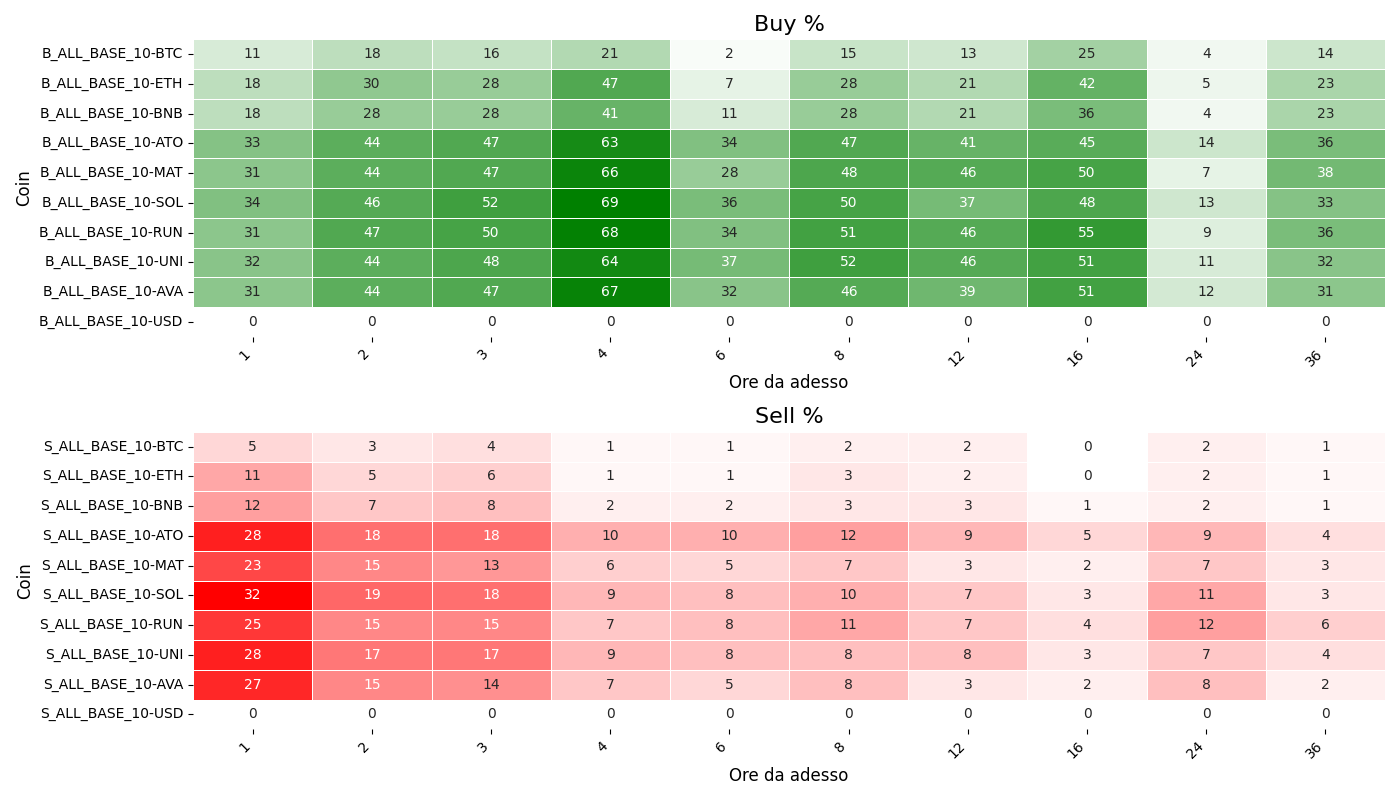 Buy %
Coin
B_ALL_BASE_10-BTC 11 18 16 21 2 15 13 25 4 14
B_ALL_BASE_10-ETH 18 30 28 47 7 28 21 42 5 23
B_ALL_BASE_10-BNB 18 28 28 41 11 28 21 36 4 23
B_ALL_BASE_10-ATO 33 44 47 63 34 47 41 45 14 36
B_ALL_BASE_10-MAT 31 44 47 66 28 48 46 50 7 38
B_ALL_BASE_10-SOL 34 46 52 69 36 50 37 48 13 33
B_ALL_BASE_10-RUN 31 47 50 68 34 51 46 55 9 36
B_ALL_BASE_10-UNI 32 44 48 64 37 52 46 51 11 32
B_ALL_BASE_10-AVA 31 44 47 67 32 46 39 51 12 31
B_ALL_BASE_10-USD 0 0 0 0 0 0 0 0 0 0
1 2 3 4 6 8 12 16 24 36
Ore da adesso
Sell %
Coin
S_ALL_BASE_10-BTC 5 3 4 1 1 2 2 0 2 1
S_ALL_BASE_10-ETH 11 5 6 1 1 3 2 0 2 1
S_ALL_BASE_10-BNB 12 7 8 2 2 3 3 1 2 1
S_ALL_BASE_10-ATO 28 18 18 10 10 12 9 5 9 4
S_ALL_BASE_10-MAT 23 15 13 6 5 7 3 2 7 3
S_ALL_BASE_10-SOL 32 19 18 9 8 10 7 3 11 3
S_ALL_BASE_10-RUN 25 15 15 7 8 11 7 4 12 6
S_ALL_BASE_10-UNI 28 17 17 9 8 8 8 3 7 4
S_ALL_BASE_10-AVA 27 15 14 7 5 8 3 2 8 2
S_ALL_BASE_10-USD 0 0 0 0 0 0 0 0 0 0
1 2 3 4 6 8 12 16 24 36
Ore da adesso